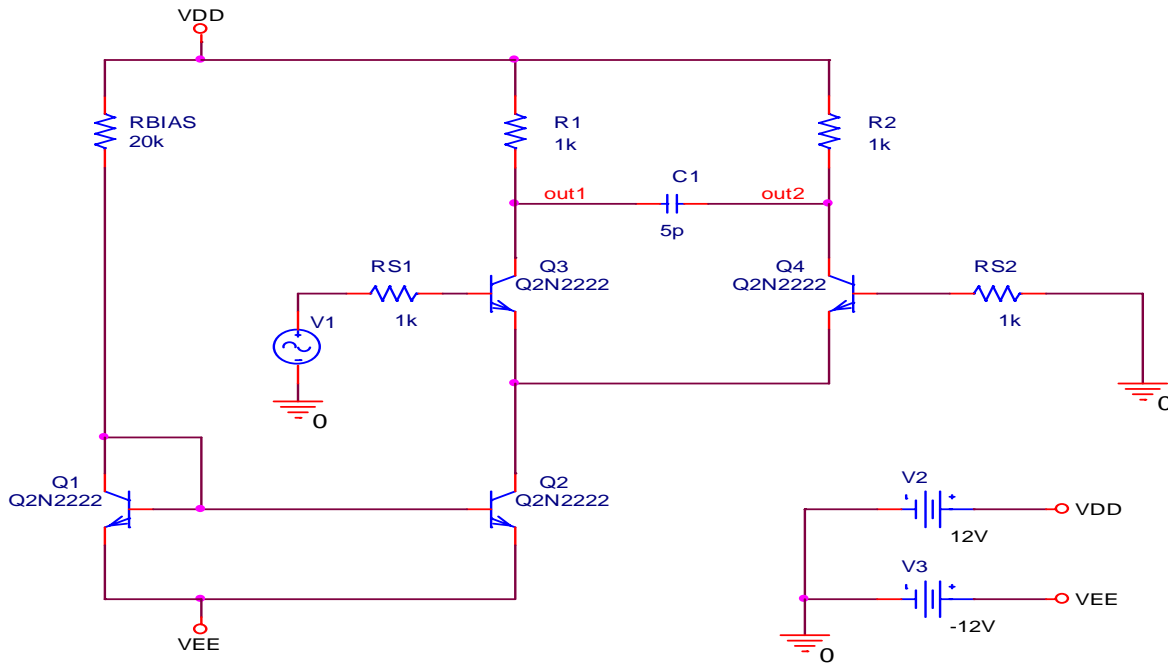 VDD
RBIAS
20k
R1
1k
R2
1k
C1
out1
out2
5p
RS1
1k
Q3
Q2N2222
Q4
Q2N2222
RS2
1k
V1
+
-
0
0
Q1
Q2N2222
Q2
Q2N2222
V2
-
+
VDD
12V
V3
-
+
VEE
-12V
VEE
0